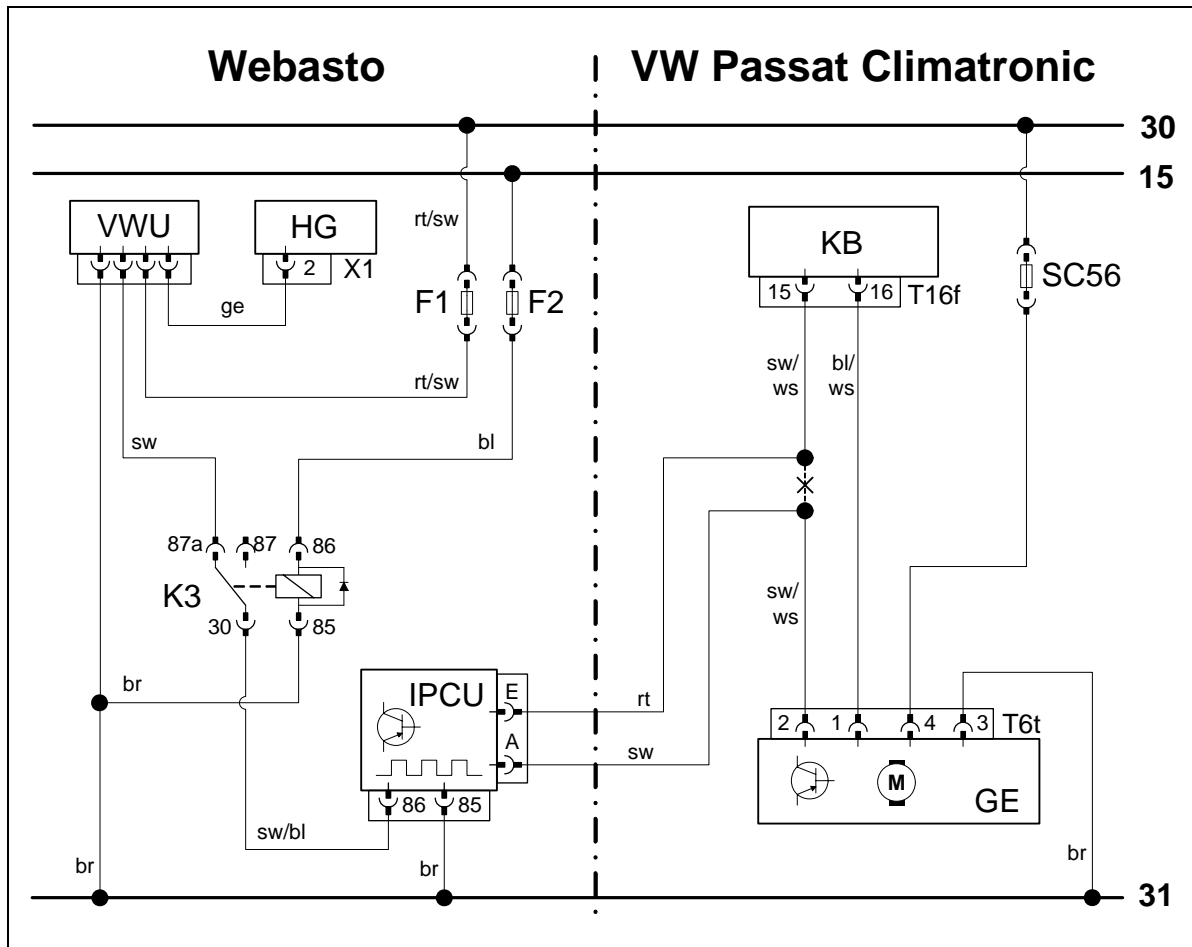 Webasto
VW Passat Climatronic
30
15
VWU
HG
2
X1
rt/sw
ge
F1
F2
KB
15
16
T16f
SC56
rt/sw
sw/
ws
bl/
ws
sw
bl
87a
87
86
K3
30
85
sw/
ws
br
IPCU
E
A
rt
sw
2
1
4
3
T6t
M
GE
86
85
sw/bl
br
br
br
31